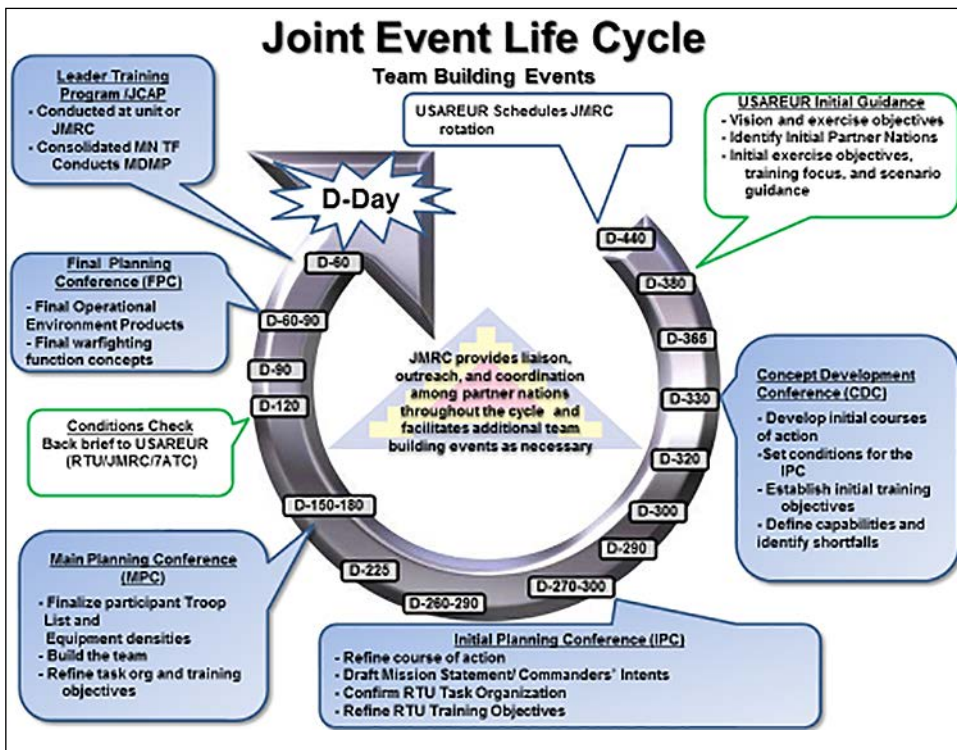 Joint Event Life Cycle
Team Building Events
Leader Training
Program /JCAP
- Conducted at unit or
JMRC
- Consolidated MN TF
Conducts MDMP
USAREUR Schedules JMRC
rotation
USAREUR Initial Guidance
- Vision and exercise objectives
- Identify Initial Partner Nations
- Initial exercise objectives,
training focus, and scenario
guidance
D-Day
D-440
D-380
D-365
D-330
D-320
D-300
D-290
D-270-300
D-260-290
D-225
D-150-180
D-120
D-90
D-60-90
D-60
Final Planning
Conference (FPC)
- Final Operational
Environment Products
- Final warfighting
function concepts
JMRC provides liaison,
outreach, and coordination
among partner nations
throughout the cycle and
facilitates additional team
building events as necessary
Concept Development
Conference (CDC)
- Develop initial courses
of action
-Set conditions for the
IPC
- Establish initial training
objectives
- Define capabilities and
identify shortfalls
Conditions Check
Back brief to USAREUR
(RTU/JMRC/7ATC)
Main Planning Conference
(MPC)
- Finalize participant Troop
List and
Equipment densities
- Build the team
- Refine task org and training
objectives
Initial Planning Conference (IPC)
- Refine course of action
- Draft Mission Statement/ Commanders' Intents
- Confirm RTU Task Organization
- Refine RTU Training Objectives